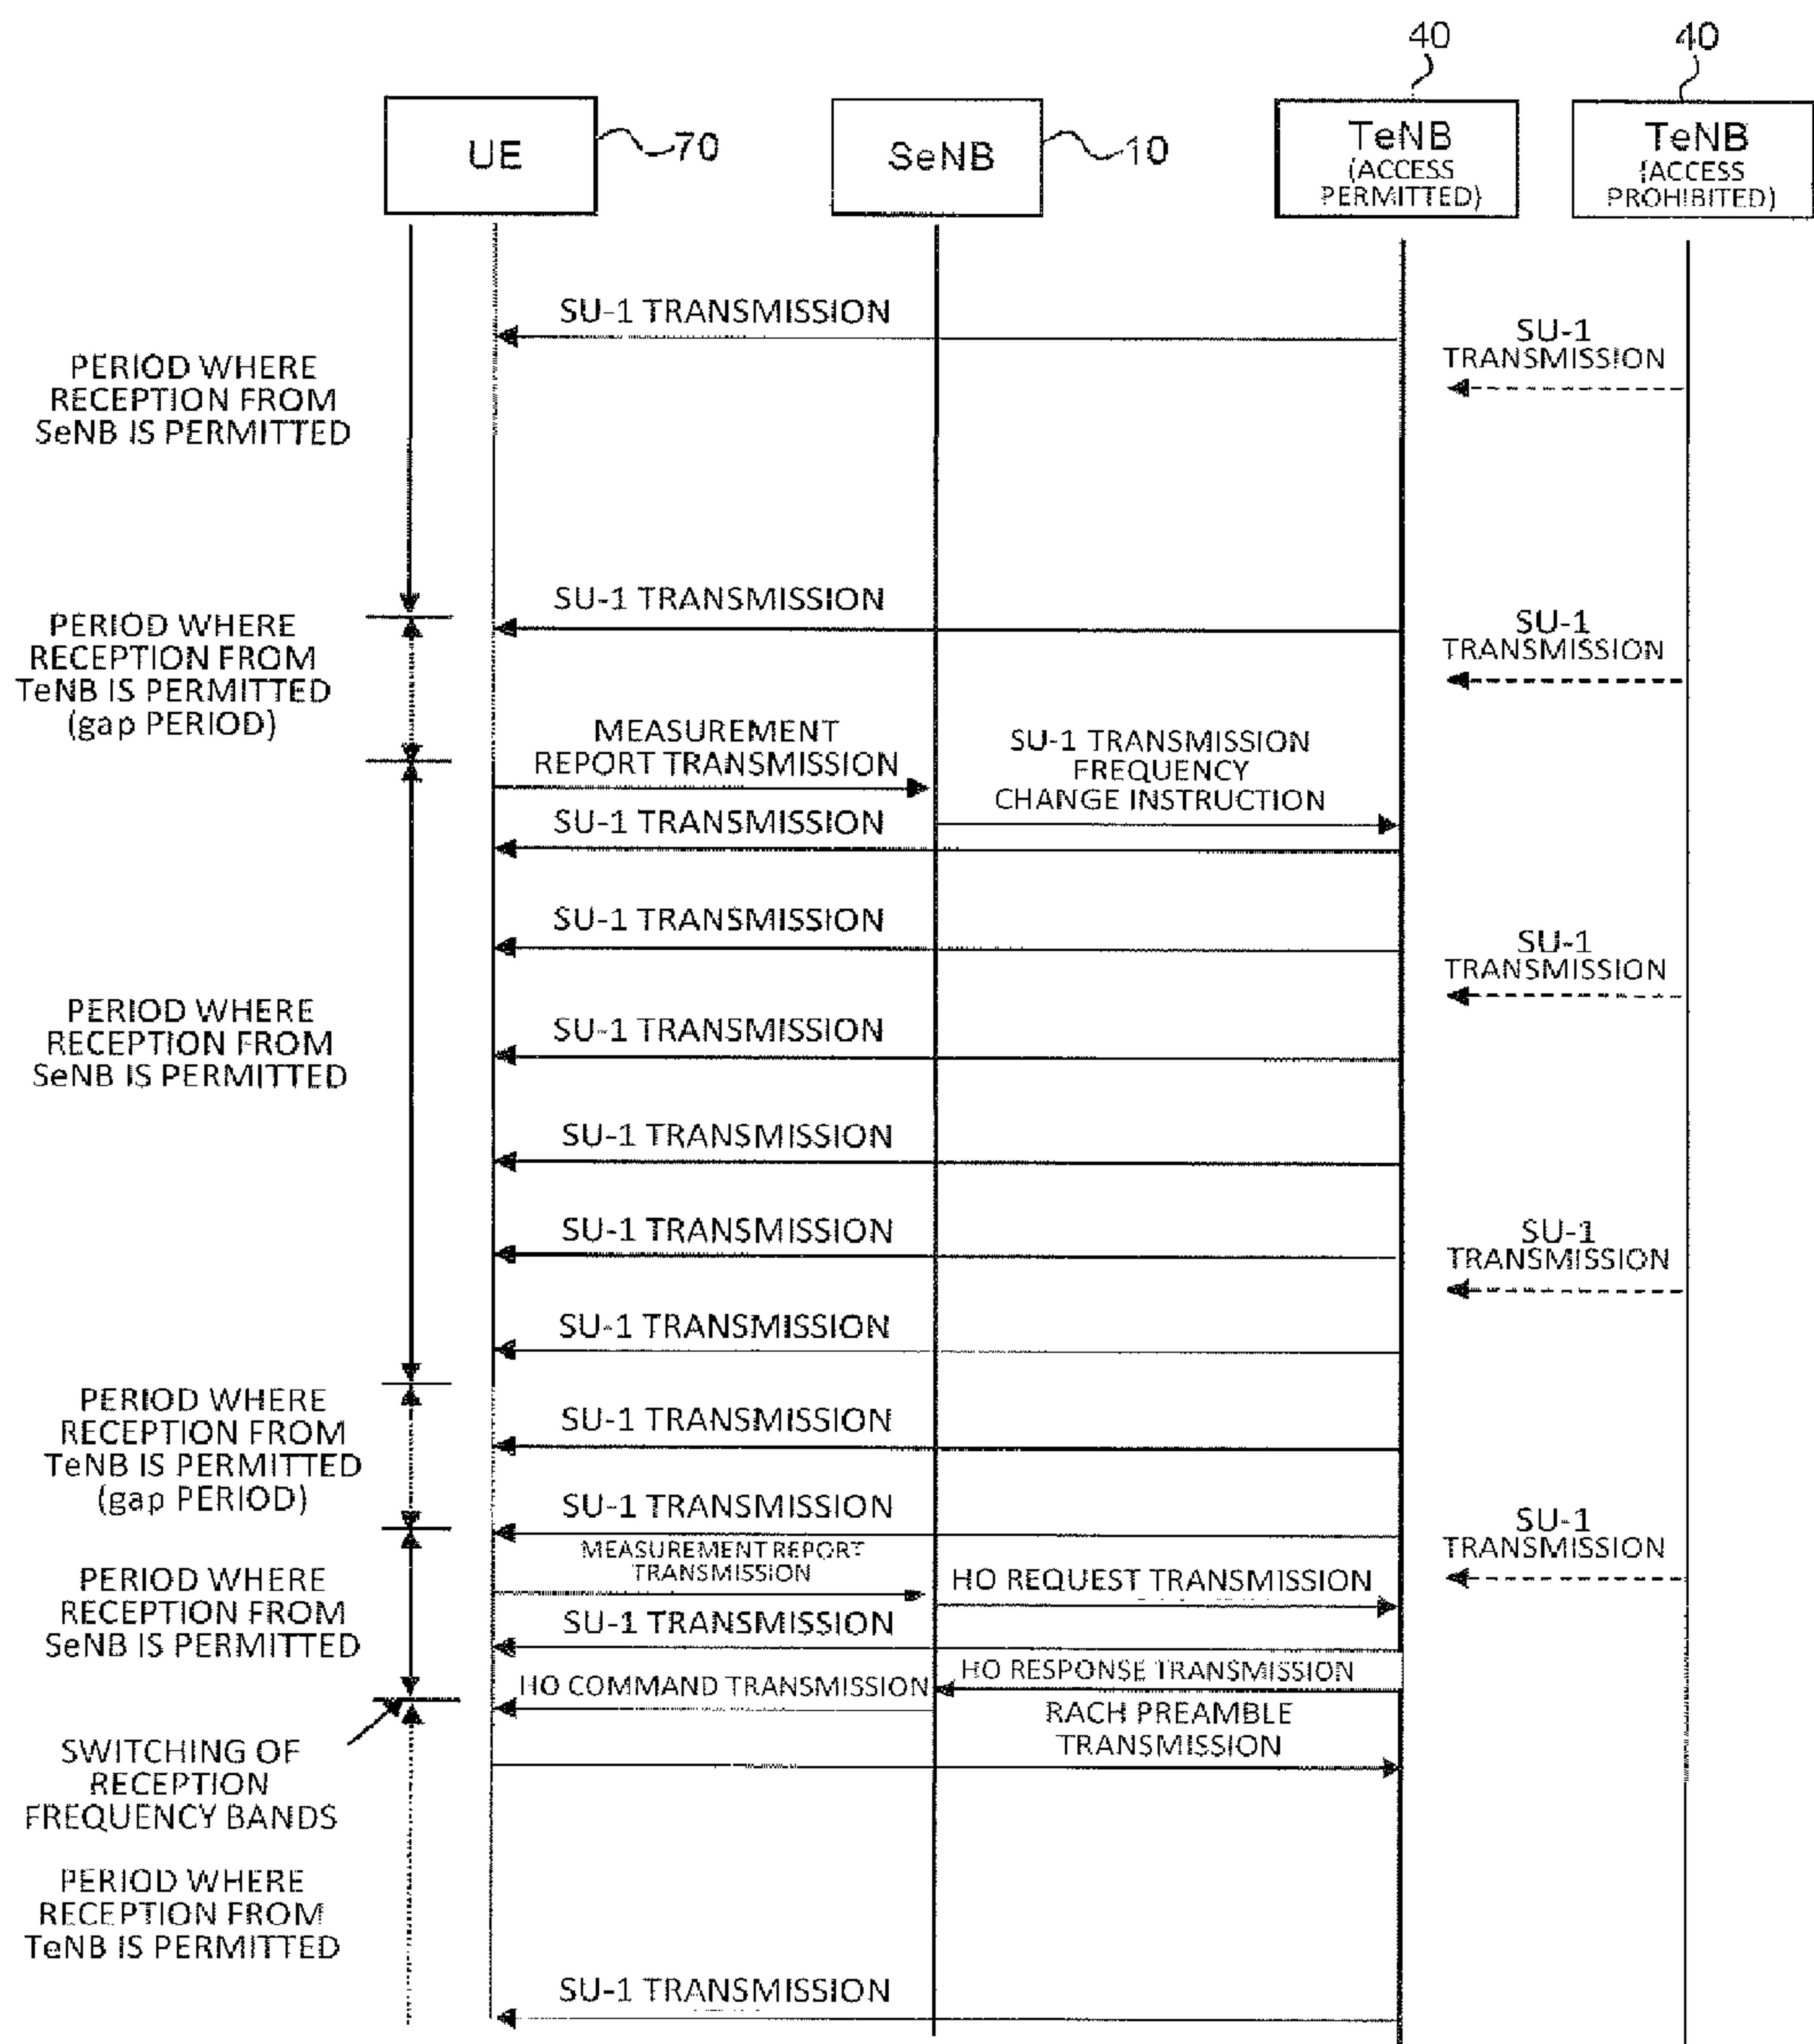 40
40
UE
70
SeNB
10
TeNB
(ACCESS
PERMITTED)
TeNB
(ACCESS
PROHIBITED)
SU-1 TRANSMISSION
SU-1
TRANSMISSION
PERIOD WHERE
RECEPTION FROM
SeNB IS PERMITTED
SU-1 TRANSMISSION
SU-1
TRANSMISSION
PERIOD WHERE
RECEPTION FROM
TeNB IS PERMITTED
(gap PERIOD)
MEASUREMENT
REPORT TRANSMISSION
SU-1 TRANSMISSION
FREQUENCY
CHANGE INSTRUCTION
SU-1 TRANSMISSION
SU-1 TRANSMISSION
SU-1
TRANSMISSION
PERIOD WHERE
RECEPTION FROM
SeNB IS PERMITTED
SU-1 TRANSMISSION
SU-1 TRANSMISSION
SU-1 TRANSMISSION
SU-1
TRANSMISSION
SU-1 TRANSMISSION
PERIOD WHERE
RECEPTION FROM
TeNB IS PERMITTED
(gap PERIOD)
SU-1 TRANSMISSION
SU-1 TRANSMISSION
SU-1
TRANSMISSION
MEASUREMENT REPORT
TRANSMISSION
HO REQUEST TRANSMISSION
PERIOD WHERE
RECEPTION FROM
SeNB IS PERMITTED
SU-1 TRANSMISSION
HO RESPONSE TRANSMISSION
HO COMMAND TRANSMISSION
RACH PREAMBLE
TRANSMISSION
SWITCHING OF
RECEPTION
FREQUENCY BANDS
PERIOD WHERE
RECEPTION FROM
TeNB IS PERMITTED
SU-1 TRANSMISSION